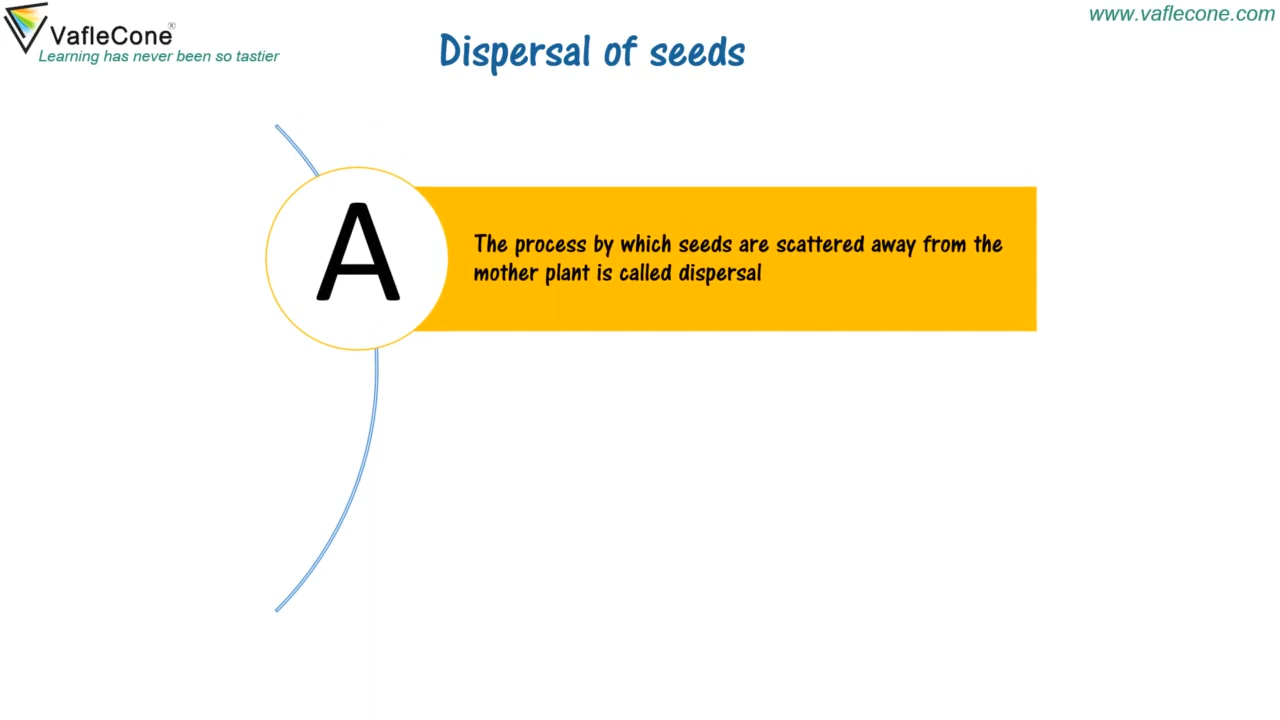 VafleCone®
Learning has never been so tastier
www.vaflecone.com
Dispersal of seeds
A
The process by which seeds are scattered away from the
mother plant is called dispersal